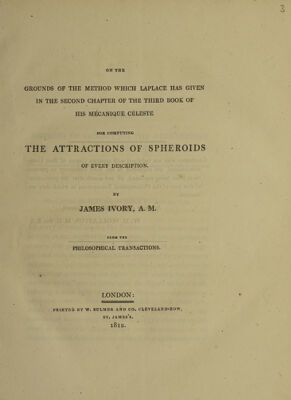 3
ON THE
GROUNDS OF THE METHOD WHICH LAPLACE HAS GIVEN
IN THE SECOND CHAPTER OF THE THIRD BOOK OF
HIS MÉCANIQUE CÉLESTE
FOR COMPUTING
THE ATTRACTIONS OF SPHEROIDS
OF EVERY DESCRIPTION.
BY
JAMES IVORY, A. M.
FROM THE
PHILOSOPHICAL TRANSACTIONS.
LONDON:
PRINTED BY W. BULMER AND CO. CLEVELAND-ROW,
ST. JAMES'S.
1812.